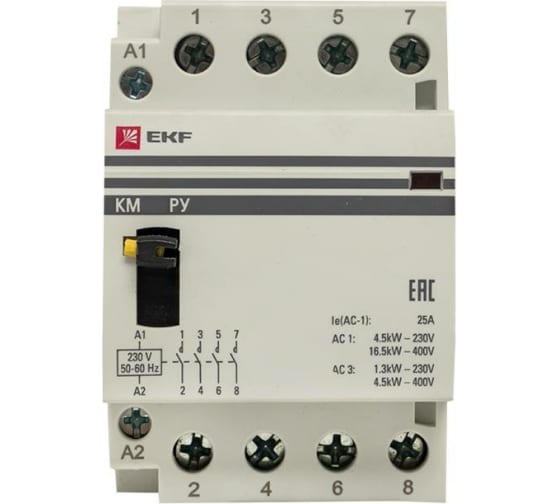 1 3 5 7
A1
EKF
КМ РУ
EAC
Ie(AC-1): 25A
AC 1: 4.5kW – 230V
16.5kW – 400V
AC 3: 1.3kW – 230V
4.5kW – 400V
A1 1 3 5 7
230 V
50-60 Hz
A2 2 4 6 8
A2
2 4 6 8